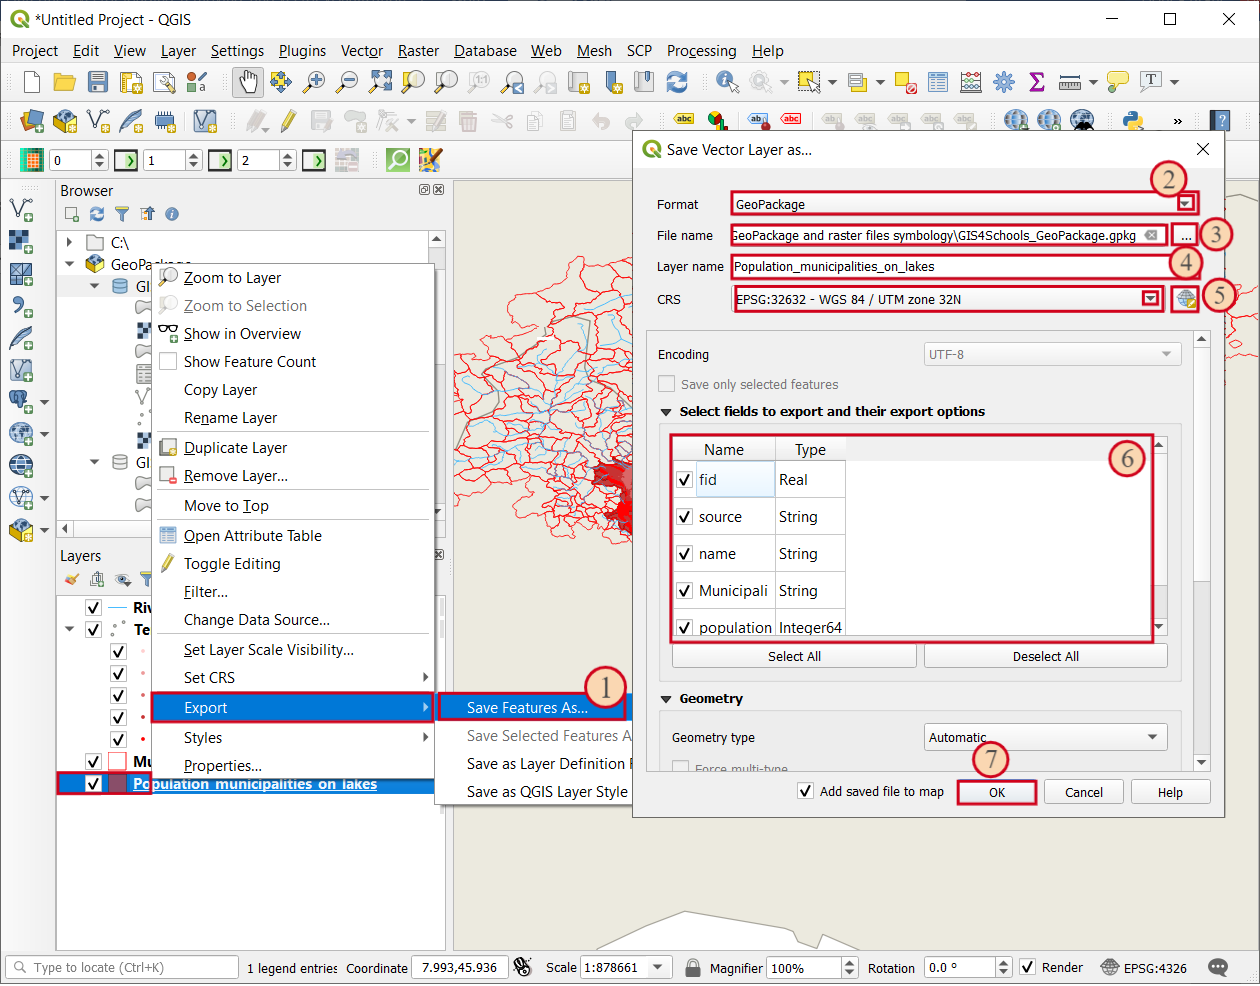 *Untitled Project - QGIS
Project Edit View Layer Settings Plugins Vector Raster Database Web Mesh SCP Processing Help
0 1 2
Browser
C:\
GeoPackage
GI
GI
Zoom to Layer
Zoom to Selection
Show in Overview
Show Feature Count
Copy Layer
Rename Layer
Duplicate Layer
Remove Layer...
Move to Top
Open Attribute Table
Toggle Editing
Filter...
Change Data Source...
Set Layer Scale Visibility...
Set CRS
Export
Styles
Properties...
1
Save Features As...
Save Selected Features A
Save as Layer Definition F
Save as QGIS Layer Style
Layers
Riv
Te
Mu
Population_municipalities_on_lakes
Save Vector Layer as...
2
Format GeoPackage
File name GeoPackage and raster files symbology\GIS4Schools_GeoPackage.gpkg ... 3
Layer name Population_municipalities_on_lakes 4
CRS EPSG:32632 - WGS 84 / UTM zone 32N 5
Encoding UTF-8
Save only selected features
Select fields to export and their export options
Name Type 6
fid Real
source String
name String
Municipali String
population Integer64
Select All Deselect All
Geometry
Geometry type Automatic
7
Force multi-type
Add saved file to map OK Cancel Help
Type to locate (Ctrl+K) 1 legend entries Coordinate 7.993,45.936 Scale 1:878661 Magnifier 100% Rotation 0.0 ° Render EPSG:4326